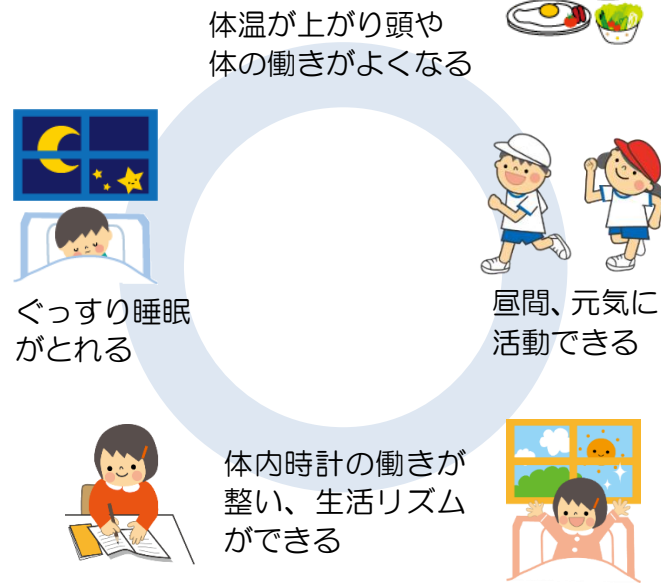 体温が上がり頭や
体の働きがよくなる
昼間、元気に
活動できる
体内時計の働きが
整い、生活リズム
ができる
ぐっすり睡眠
がとれる